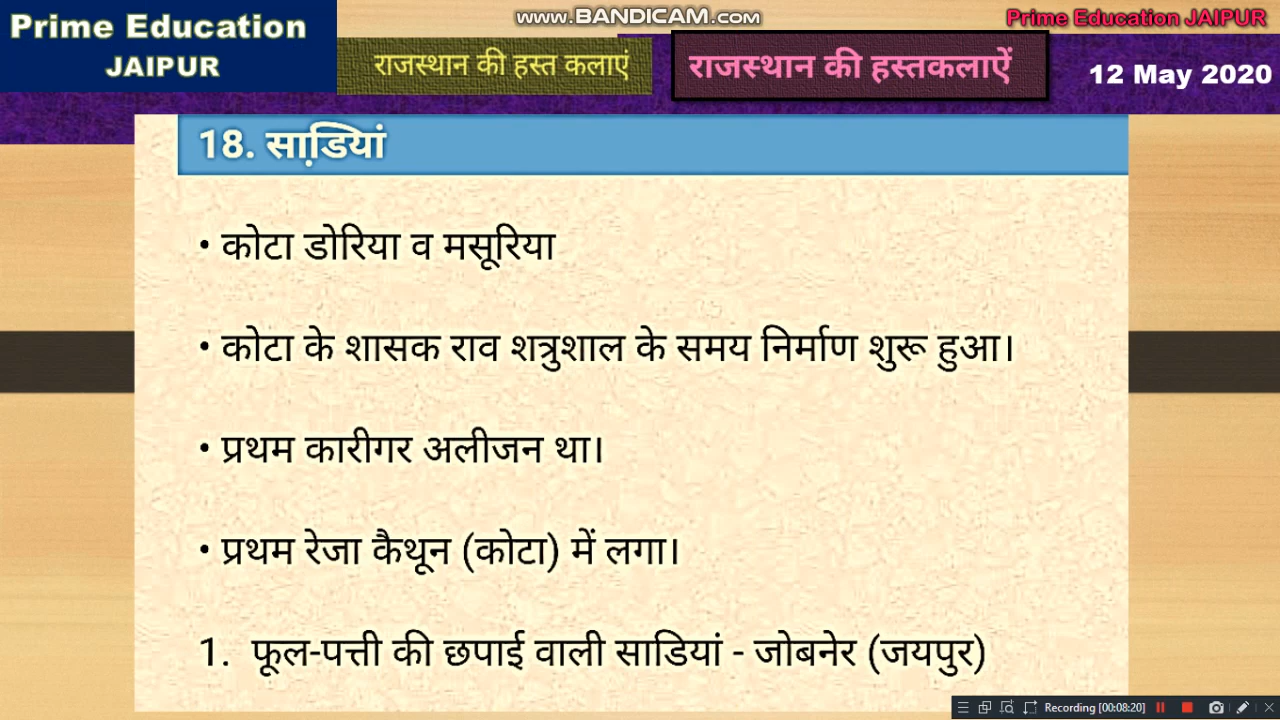 Prime Education
JAIPUR
www.BANDICAM.com
Prime Education JAIPUR
राजस्थान की हस्त कलाएं
राजस्थान की हस्तकलाऐं
12 May 2020
18. साड़ियां
• कोटा डोरिया व मसूरिया
• कोटा के शासक राव शत्रुशाल के समय निर्माण शुरू हुआ।
• प्रथम कारीगर अलीजन था।
• प्रथम रेजा कैथून (कोटा) में लगा।
1. फूल-पत्ती की छपाई वाली साडियां - जोबनेर (जयपुर)
Recording [00:08:20]